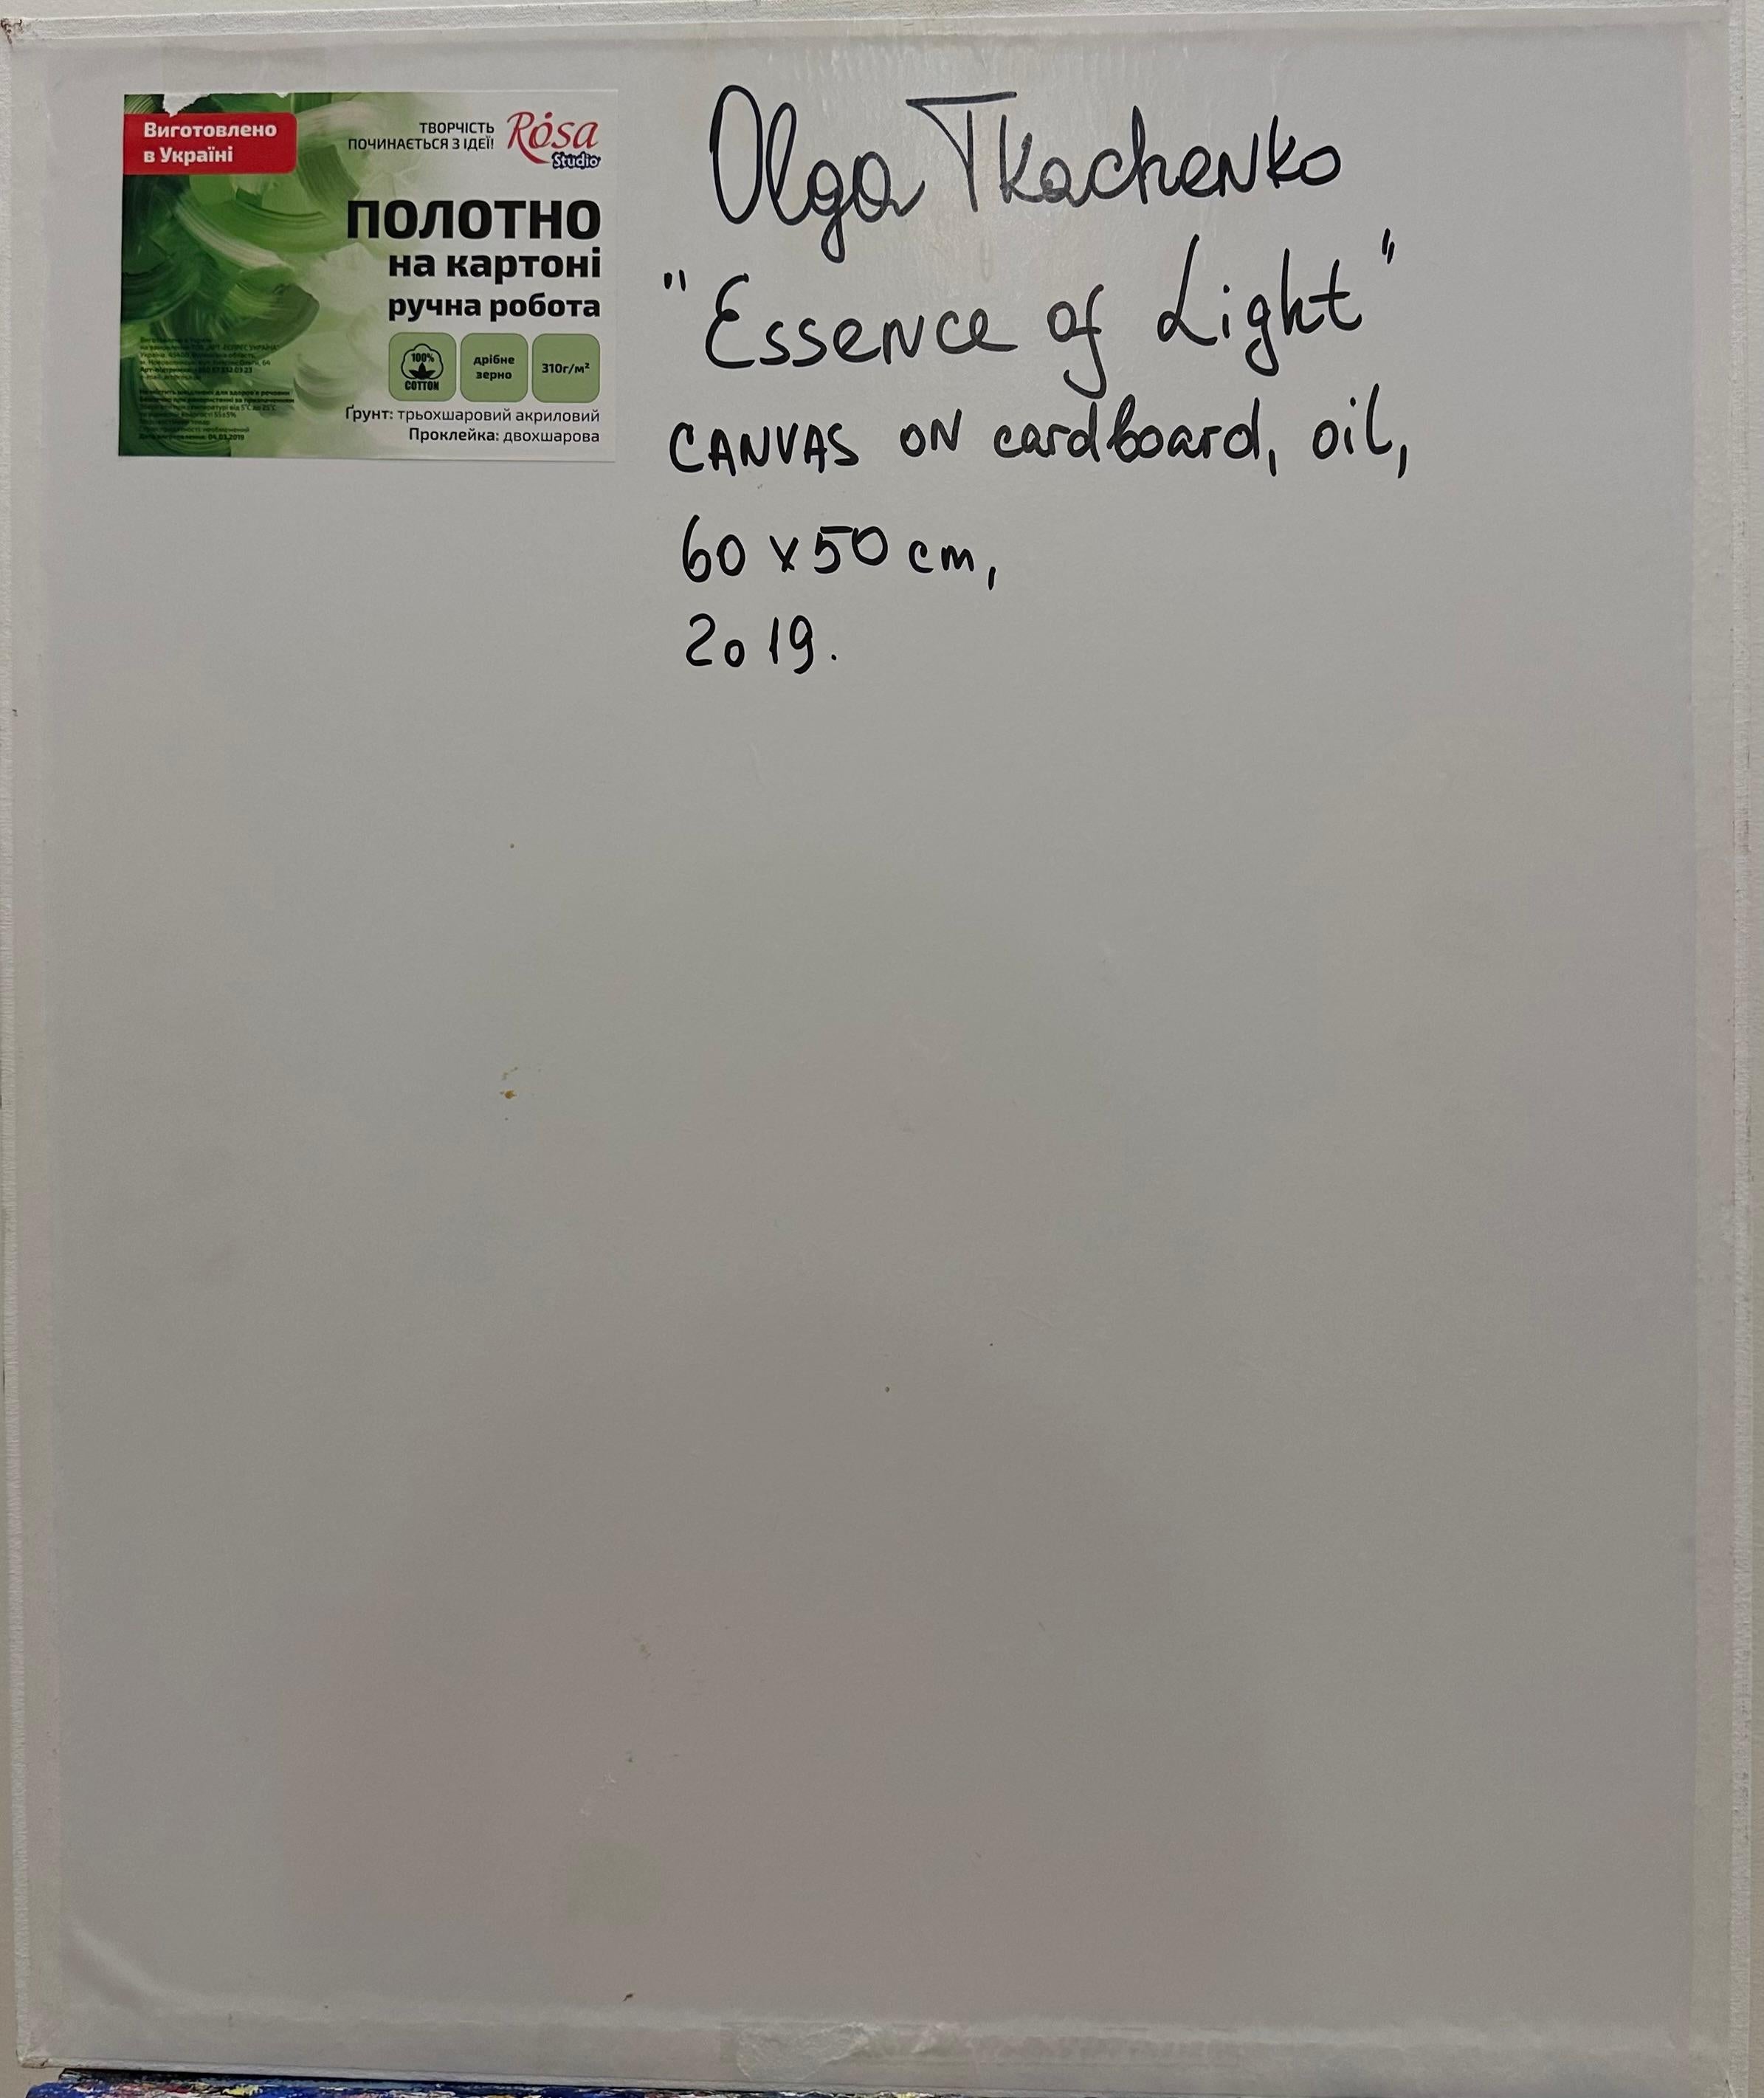 Виготовлено
в Україні
ТВОРЧІСТЬ
ПОЧИНАЄТЬСЯ З ІДЕЇ!
Rósa
Studio
ПОЛОТНО
на картоні
ручна робота
100%
COTTON
дрібне
зерно
310г/м²
Ґрунт: трьохшаровий акриловий
Проклейка: двохшарова
Olga Tkachenko
"Essence of Light"
CANVAS ON cardboard, oil,
60 x 50 cm,
2019.